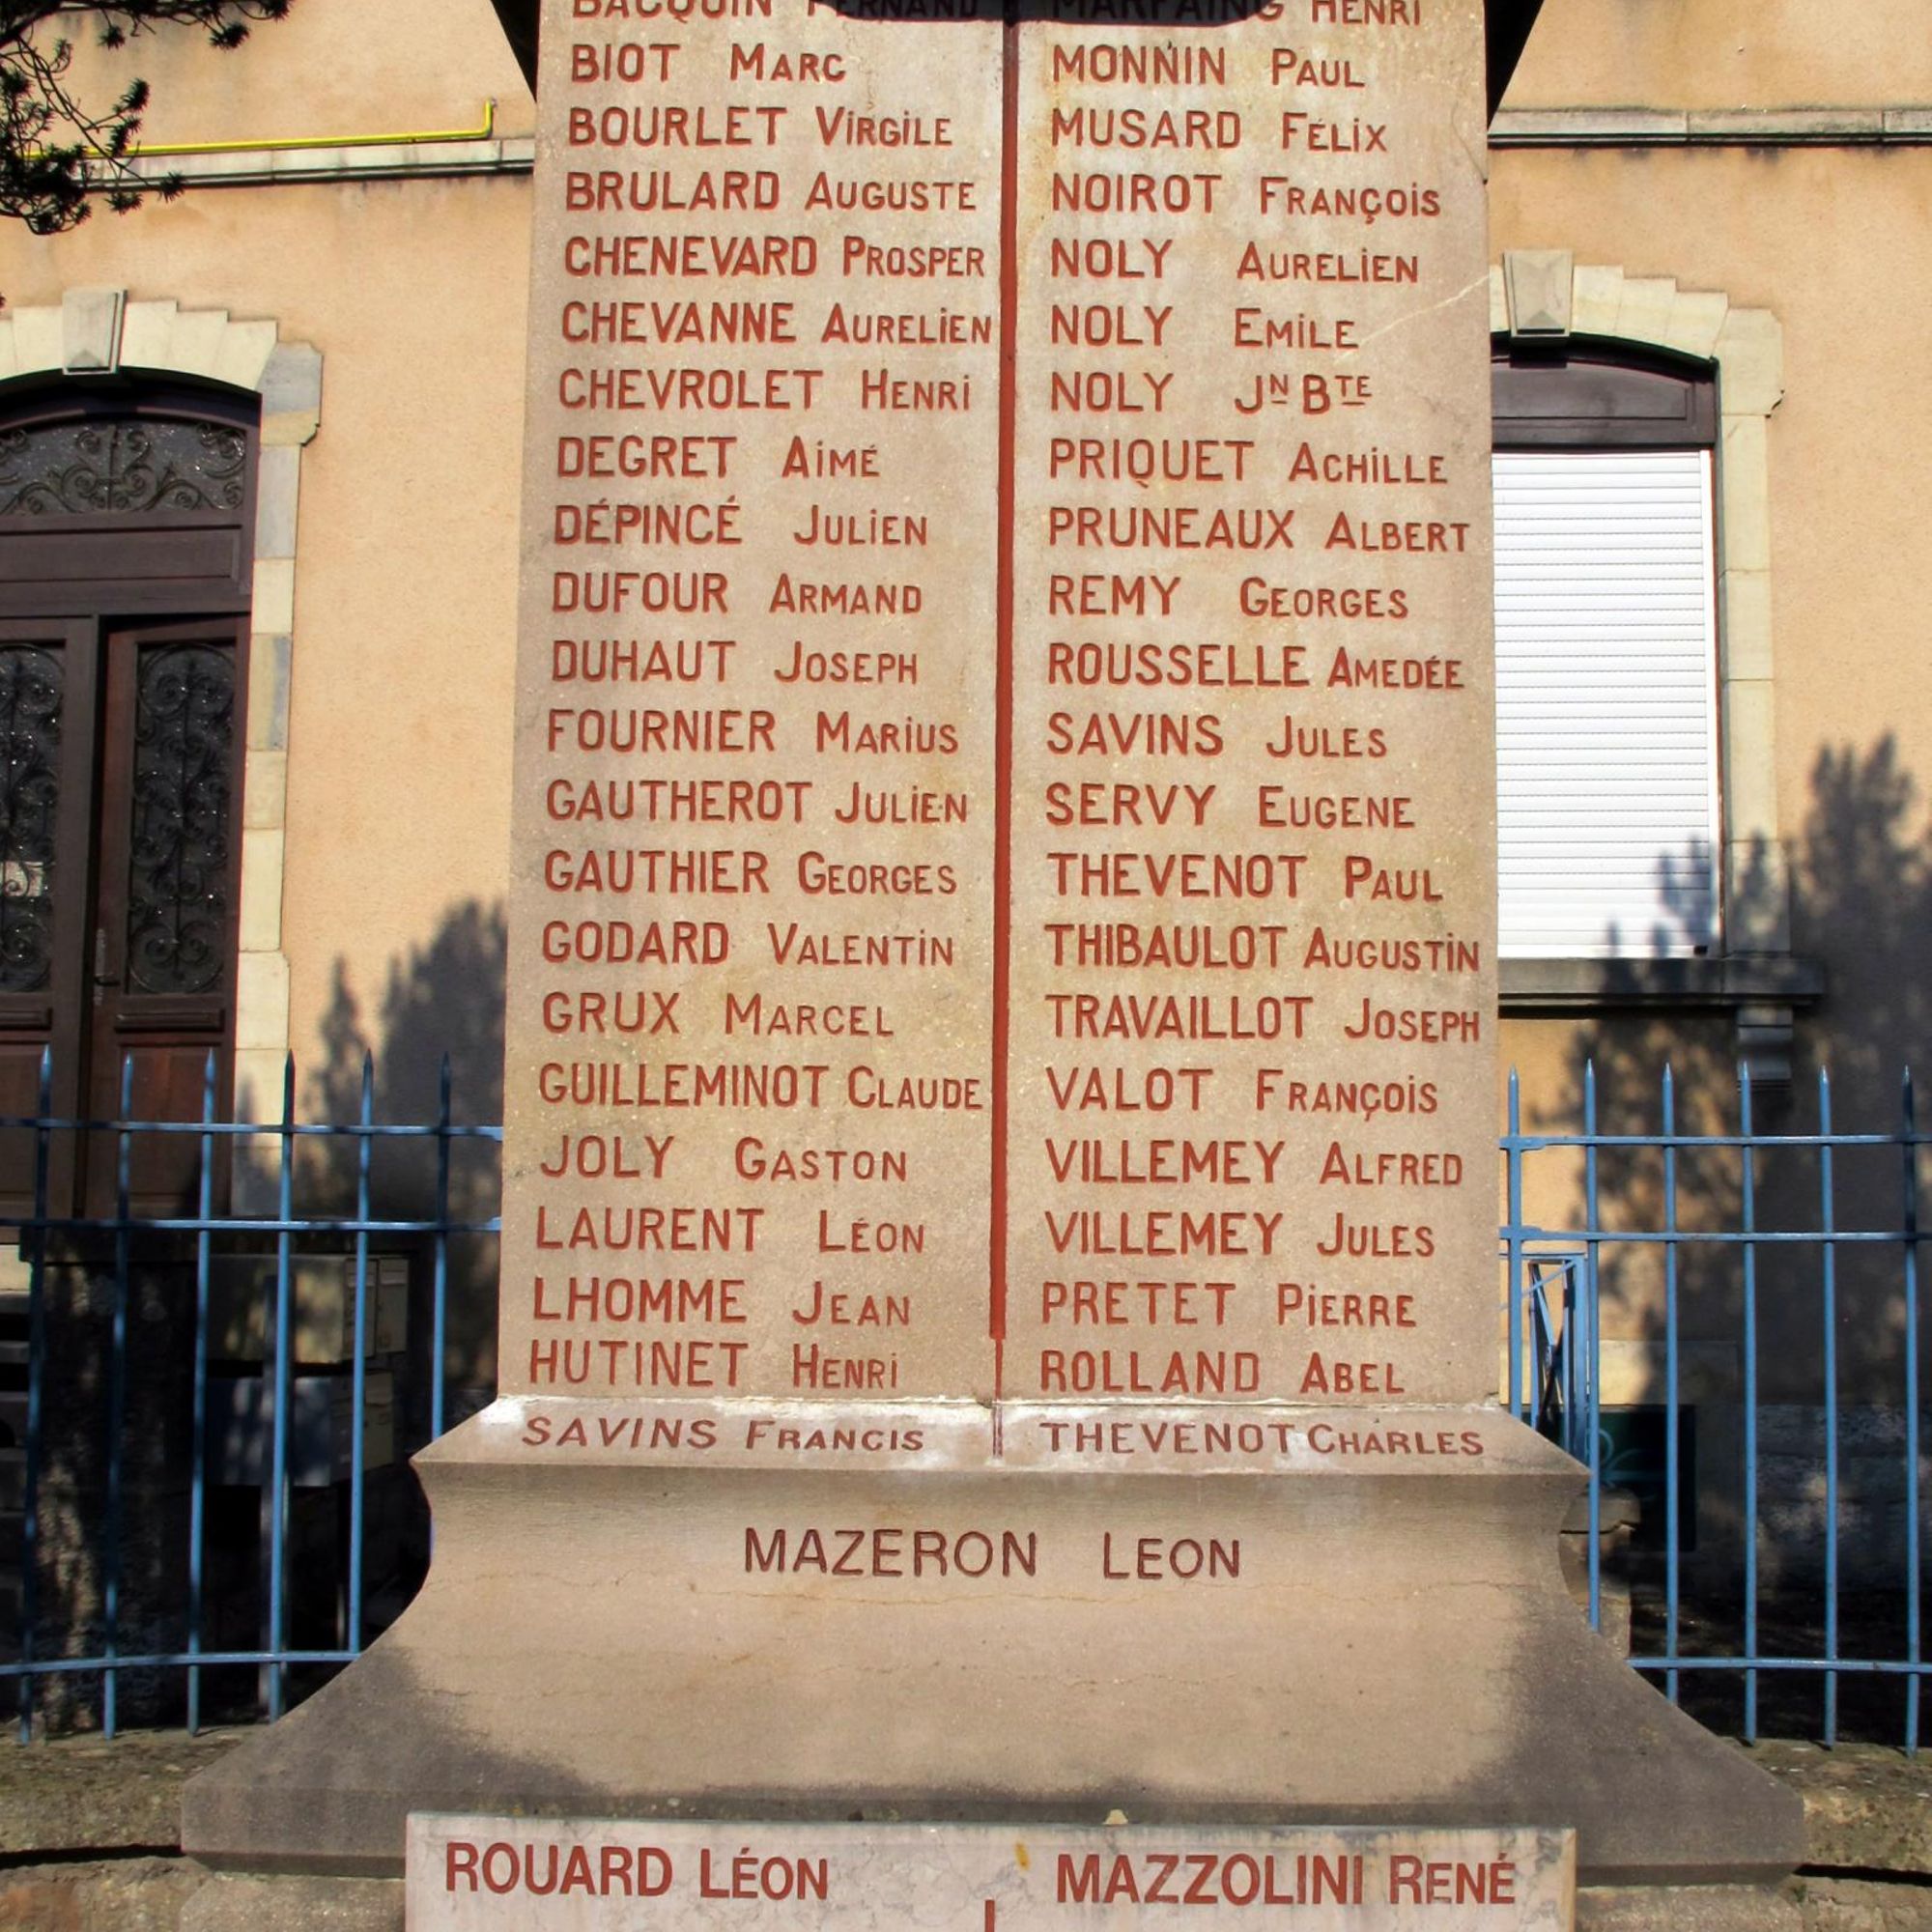 BACQUIN FERNAND
BIOT MARC
BOURLET VIRGILE
BRULARD AUGUSTE
CHENEVARD PROSPER
CHEVANNE AURELIEN
CHEVROLET HENRI
DEGRET AIMÉ
DÉPINCÉ JULIEN
DUFOUR ARMAND
DUHAUT JOSEPH
FOURNIER MARIUS
GAUTHEROT JULIEN
GAUTHIER GEORGES
GODARD VALENTIN
GRUX MARCEL
GUILLEMINOT CLAUDE
JOLY GASTON
LAURENT LÉON
LHOMME JEAN
HUTINET HENRI
SAVINS FRANCIS
MARFAING HENRI
MONNIN PAUL
MUSARD FÉLIX
NOIROT FRANÇOIS
NOLY AURELIEN
NOLY EMILE
NOLY JN BTE
PRIQUET ACHILLE
PRUNEAUX ALBERT
REMY GEORGES
ROUSSELLE AMEDÉE
SAVINS JULES
SERVY EUGENE
THEVENOT PAUL
THIBAULOT AUGUSTIN
TRAVAILLOT JOSEPH
VALOT FRANÇOIS
VILLEMEY ALFRED
VILLEMEY JULES
PRETET PIERRE
ROLLAND ABEL
THEVENOT CHARLES
MAZERON LEON
ROUARD LÉON
MAZZOLINI RENÉ